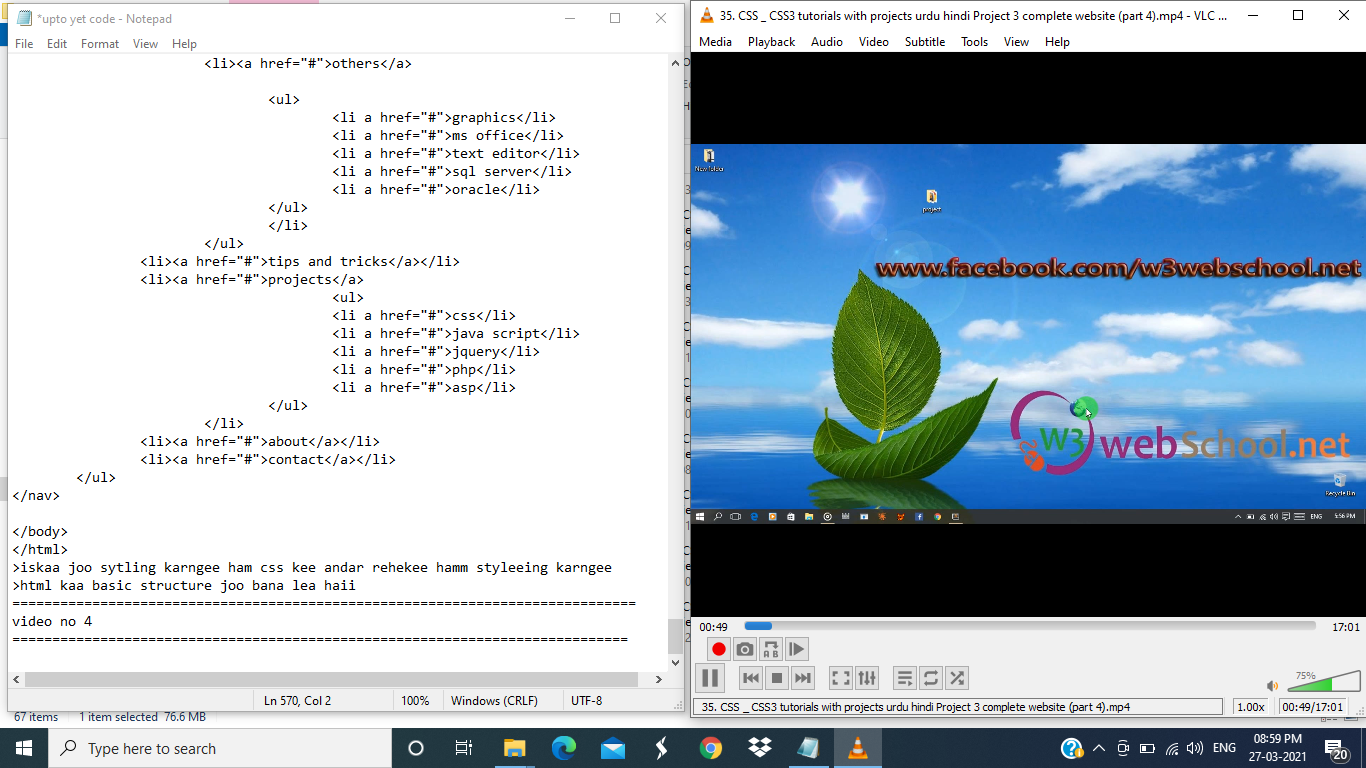 *upto yet code - Notepad
File Edit Format View Help
<li><a href="#">others</a>
<ul>
<li a href="#">graphics</li>
<li a href="#">ms office</li>
<li a href="#">text editor</li>
<li a href="#">sql server</li>
<li a href="#">oracle</li>
</ul>
</li>
</ul>
<li><a href="#">tips and tricks</a></li>
<li><a href="#">projects</a>
<ul>
<li a href="#">css</li>
<li a href="#">java script</li>
<li a href="#">jquery</li>
<li a href="#">php</li>
<li a href="#">asp</li>
</ul>
</li>
<li><a href="#">about</a></li>
<li><a href="#">contact</a></li>
</ul>
</nav>
</body>
</html>
>iskaa joo sytling karngee ham css kee andar rehekee hamm styleeing karngee
>html kaa basic structure joo bana lea haii
==============================================================================
video no 4
=============================================================================
Ln 570, Col 2 100% Windows (CRLF) UTF-8
67 items 1 item selected 76.6 MB
35. CSS _ CSS3 tutorials with projects urdu hindi Project 3 complete website (part 4).mp4 - VLC ...
Media Playback Audio Video Subtitle Tools View Help
New folder
project
www.facebook.com/w3webschool.net
W3webSchool.net
Recycle Bin
ENG 5:56 PM
00:49 17:01
75%
35. CSS _ CSS3 tutorials with projects urdu hindi Project 3 complete website (part 4).mp4 1.00x 00:49/17:01
Type here to search
ENG 08:59 PM
27-03-2021
20